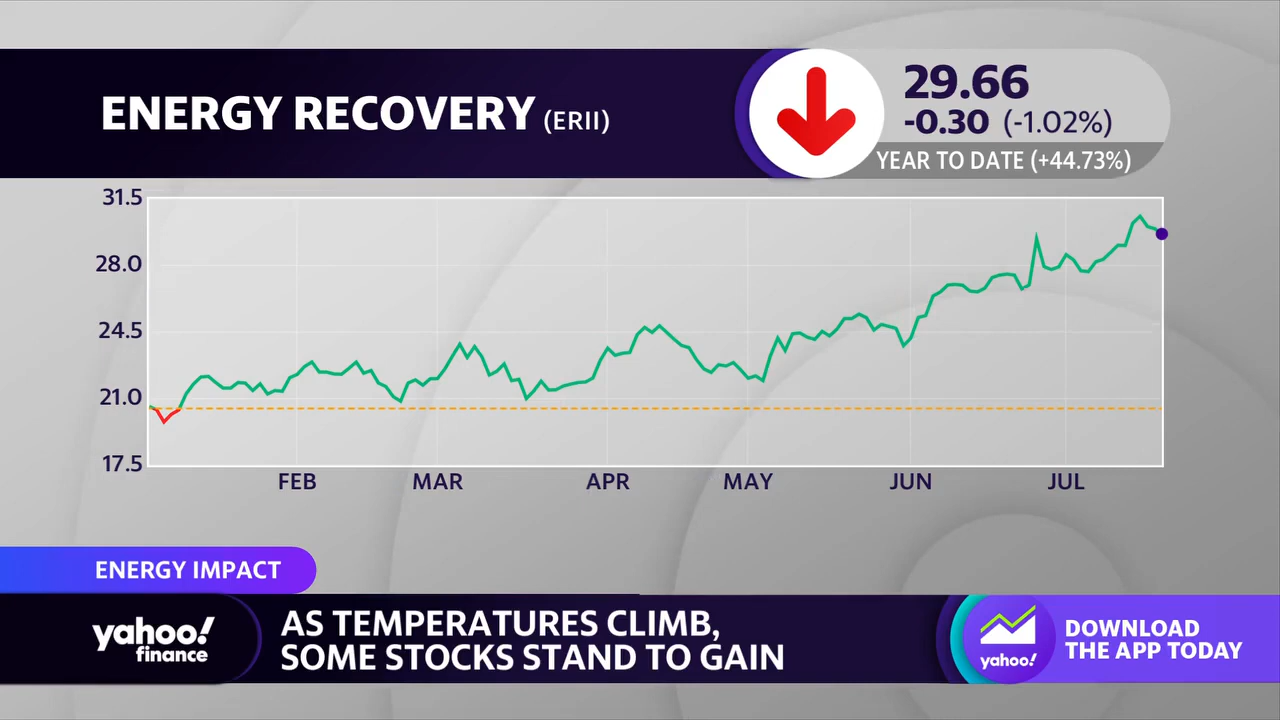 ENERGY RECOVERY (ERII)
29.66
-0.30 (-1.02%)
YEAR TO DATE (+44.73%)
31.5
28.0
24.5
21.0
17.5
FEB MAR APR MAY JUN JUL
ENERGY IMPACT
yahoo!
finance
AS TEMPERATURES CLIMB,
SOME STOCKS STAND TO GAIN
yahoo!
DOWNLOAD
THE APP TODAY